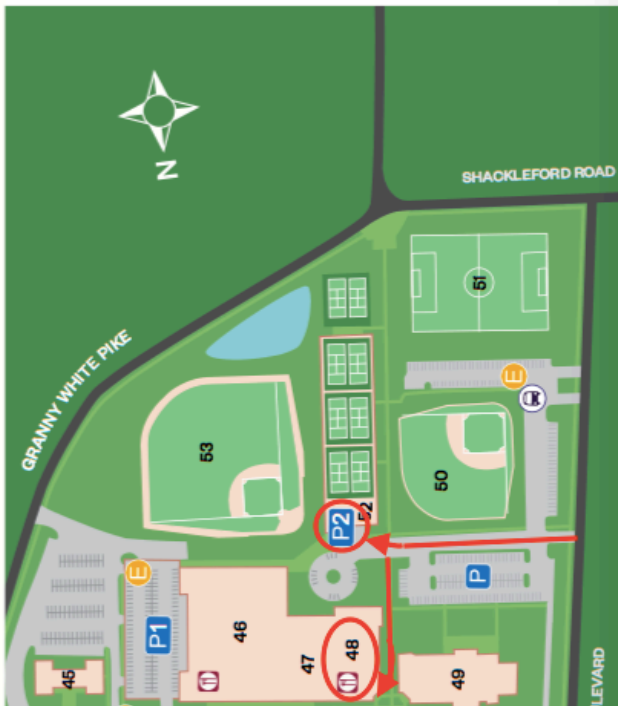 N
SHACKLEFORD ROAD
GRANNY WHITE PIKE
51
E
53
50
52
P2
E
P
P1
46
47
48
45
49
LEVARD